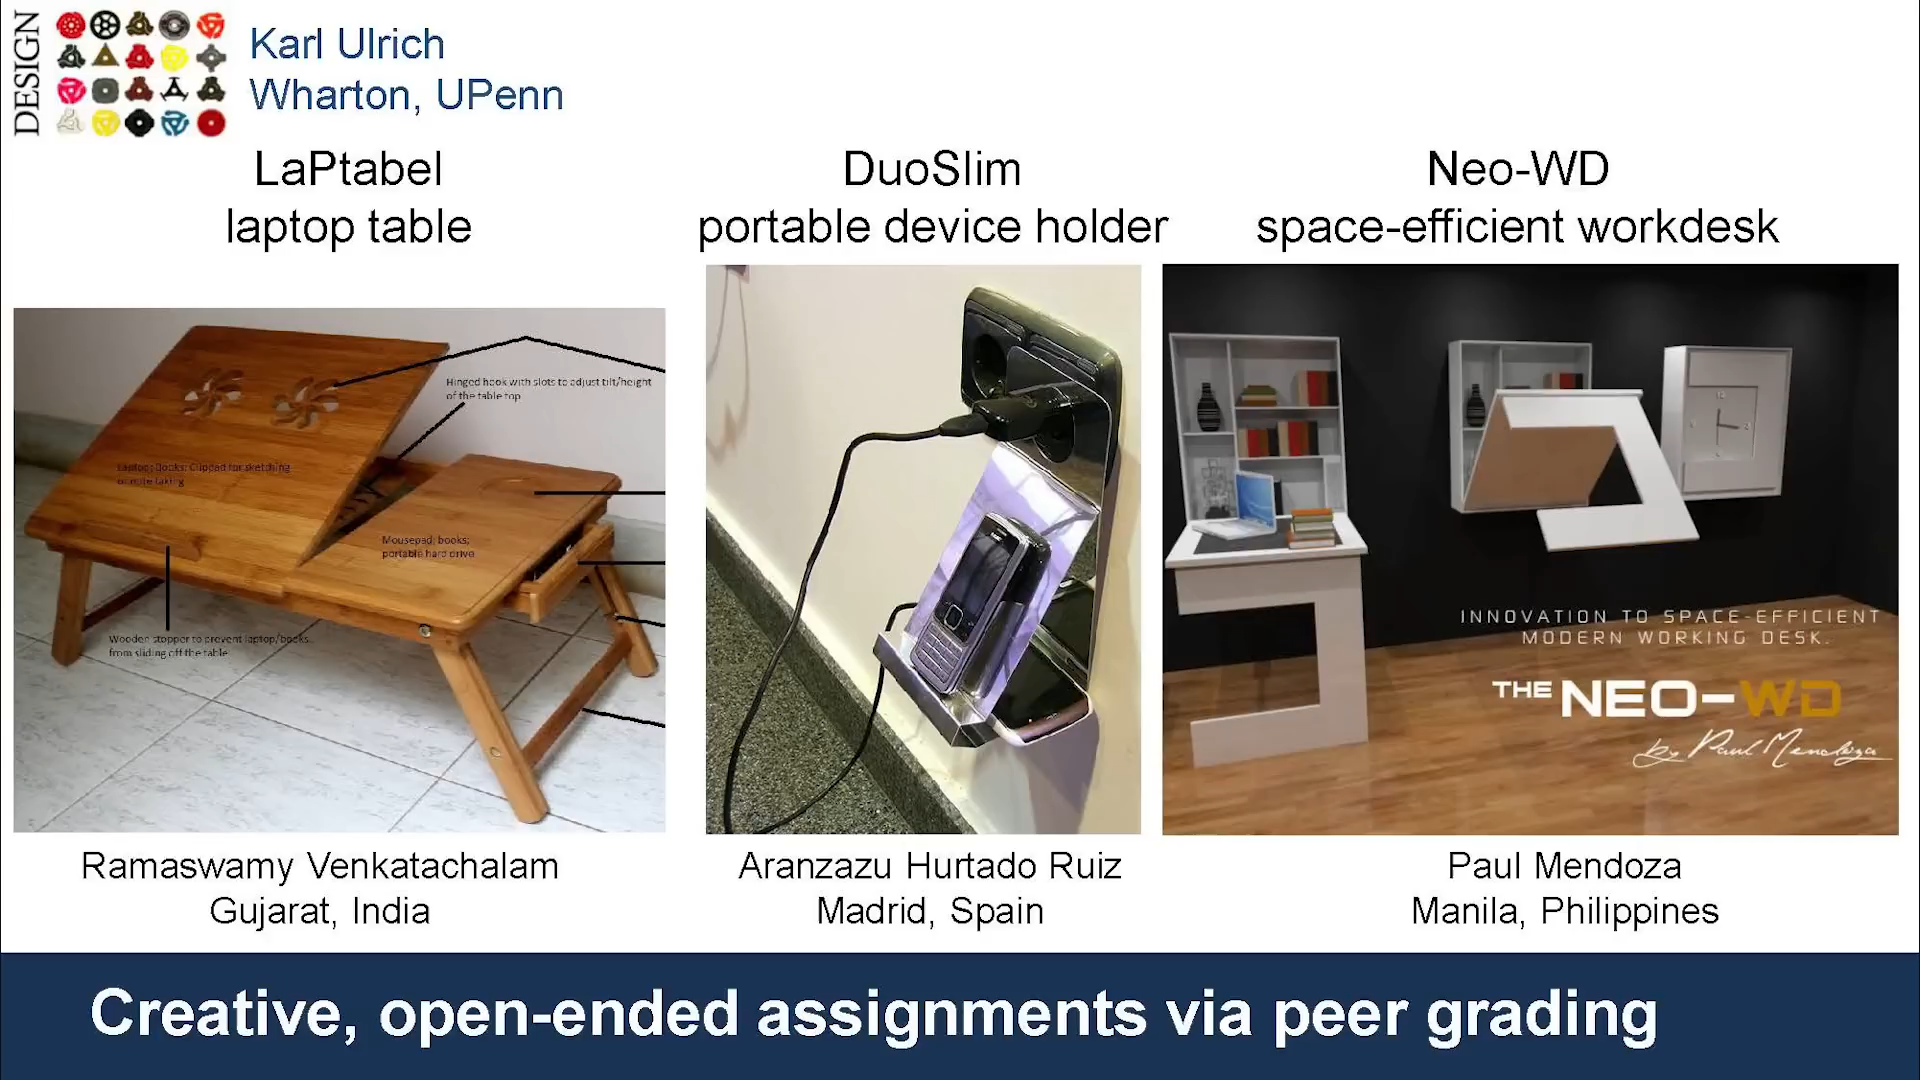 DESIGN
Karl Ulrich
Wharton, UPenn
LaPtabel
laptop table
DuoSlim
portable device holder
Neo-WD
space-efficient workdesk
Hinged hook with slots to adjust tilt/height
of the table top
Laptop; Books; Clippad for sketching
or note taking
Mousepad; books;
portable hard drive
Wooden stopper to prevent laptop/books
from sliding off the table
INNOVATION TO SPACE-EFFICIENT
MODERN WORKING DESK.
THE NEO-WD
by Paul Mendoza
Ramaswamy Venkatachalam
Gujarat, India
Aranzazu Hurtado Ruiz
Madrid, Spain
Paul Mendoza
Manila, Philippines
Creative, open-ended assignments via peer grading